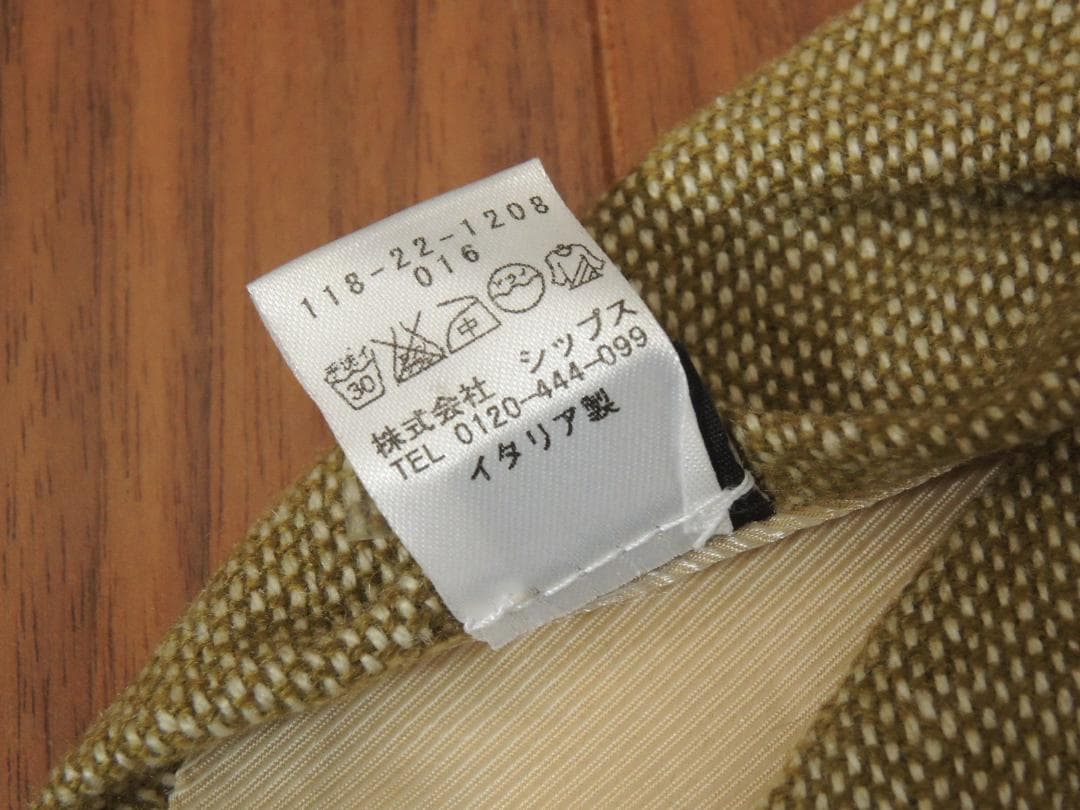 118-22-1208
016
手洗イ
30
中
ドライ
株式会社 シップス
TEL 0120-444-099
イタリア製